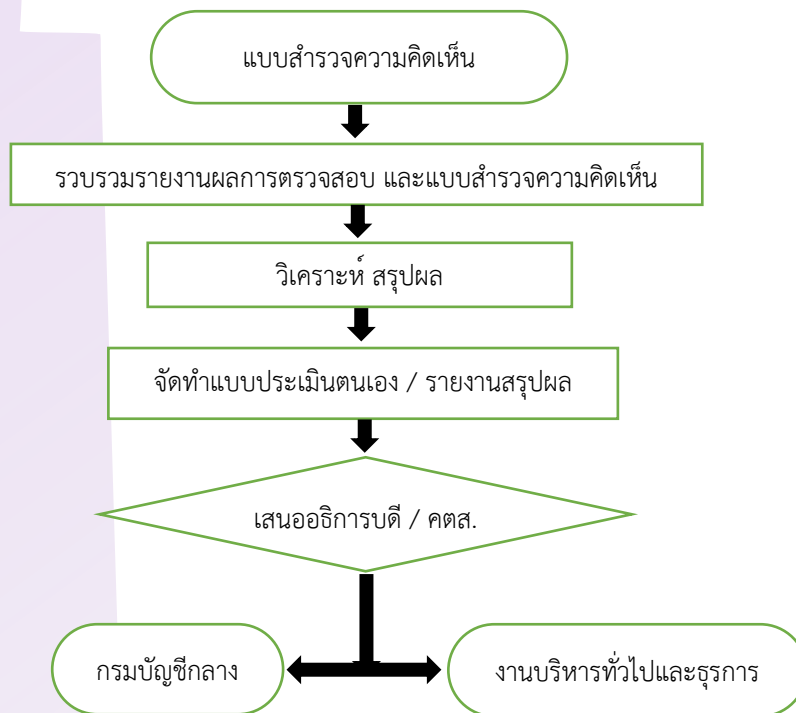 แบบสำรวจความคิดเห็น
รวบรวมรายงานผลการตรวจสอบ และแบบสำรวจความคิดเห็น
วิเคราะห์ สรุปผล
จัดทำแบบประเมินตนเอง / รายงานสรุปผล
เสนออธิการบดี / คตส.
กรมบัญชีกลาง
งานบริหารทั่วไปและธุรการ